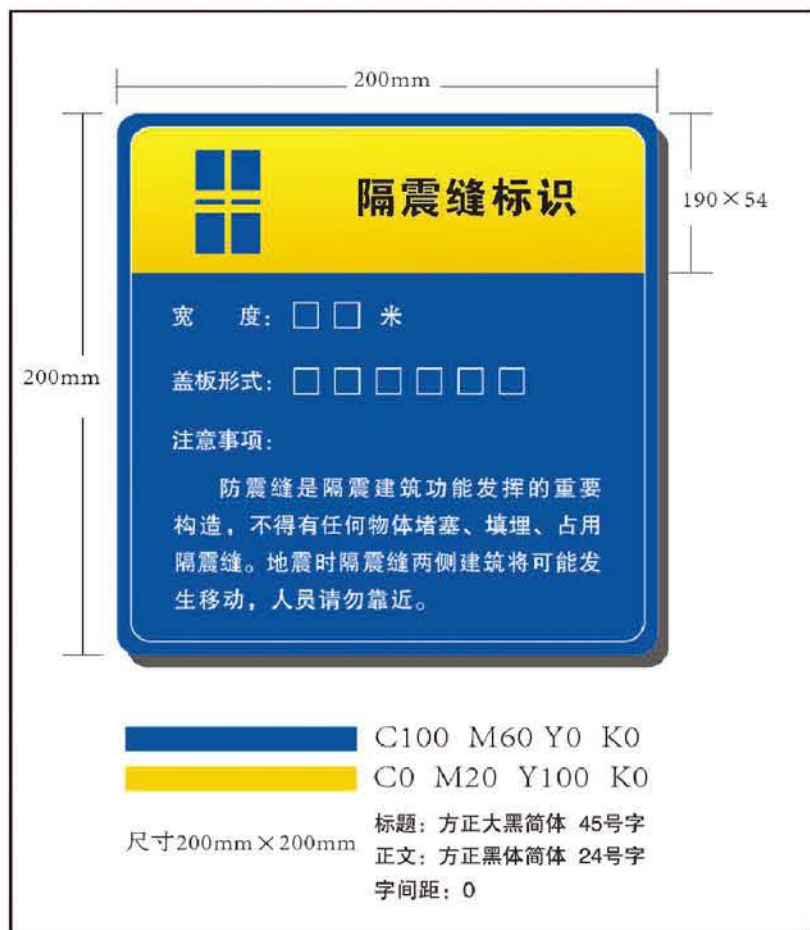 200mm
隔震缝标识
190×54
宽 度：□□ 米
200mm
盖板形式：□□□□□□
注意事项：
防震缝是隔震建筑功能发挥的重要
构造，不得有任何物体堵塞、填埋、占用
隔震缝。地震时隔震缝两侧建筑将可能发
生移动，人员请勿靠近。
C100 M60 Y0 K0
C0 M20 Y100 K0
尺寸200mm×200mm
标题：方正大黑简体 45号字
正文：方正黑体简体 24号字
字间距：0